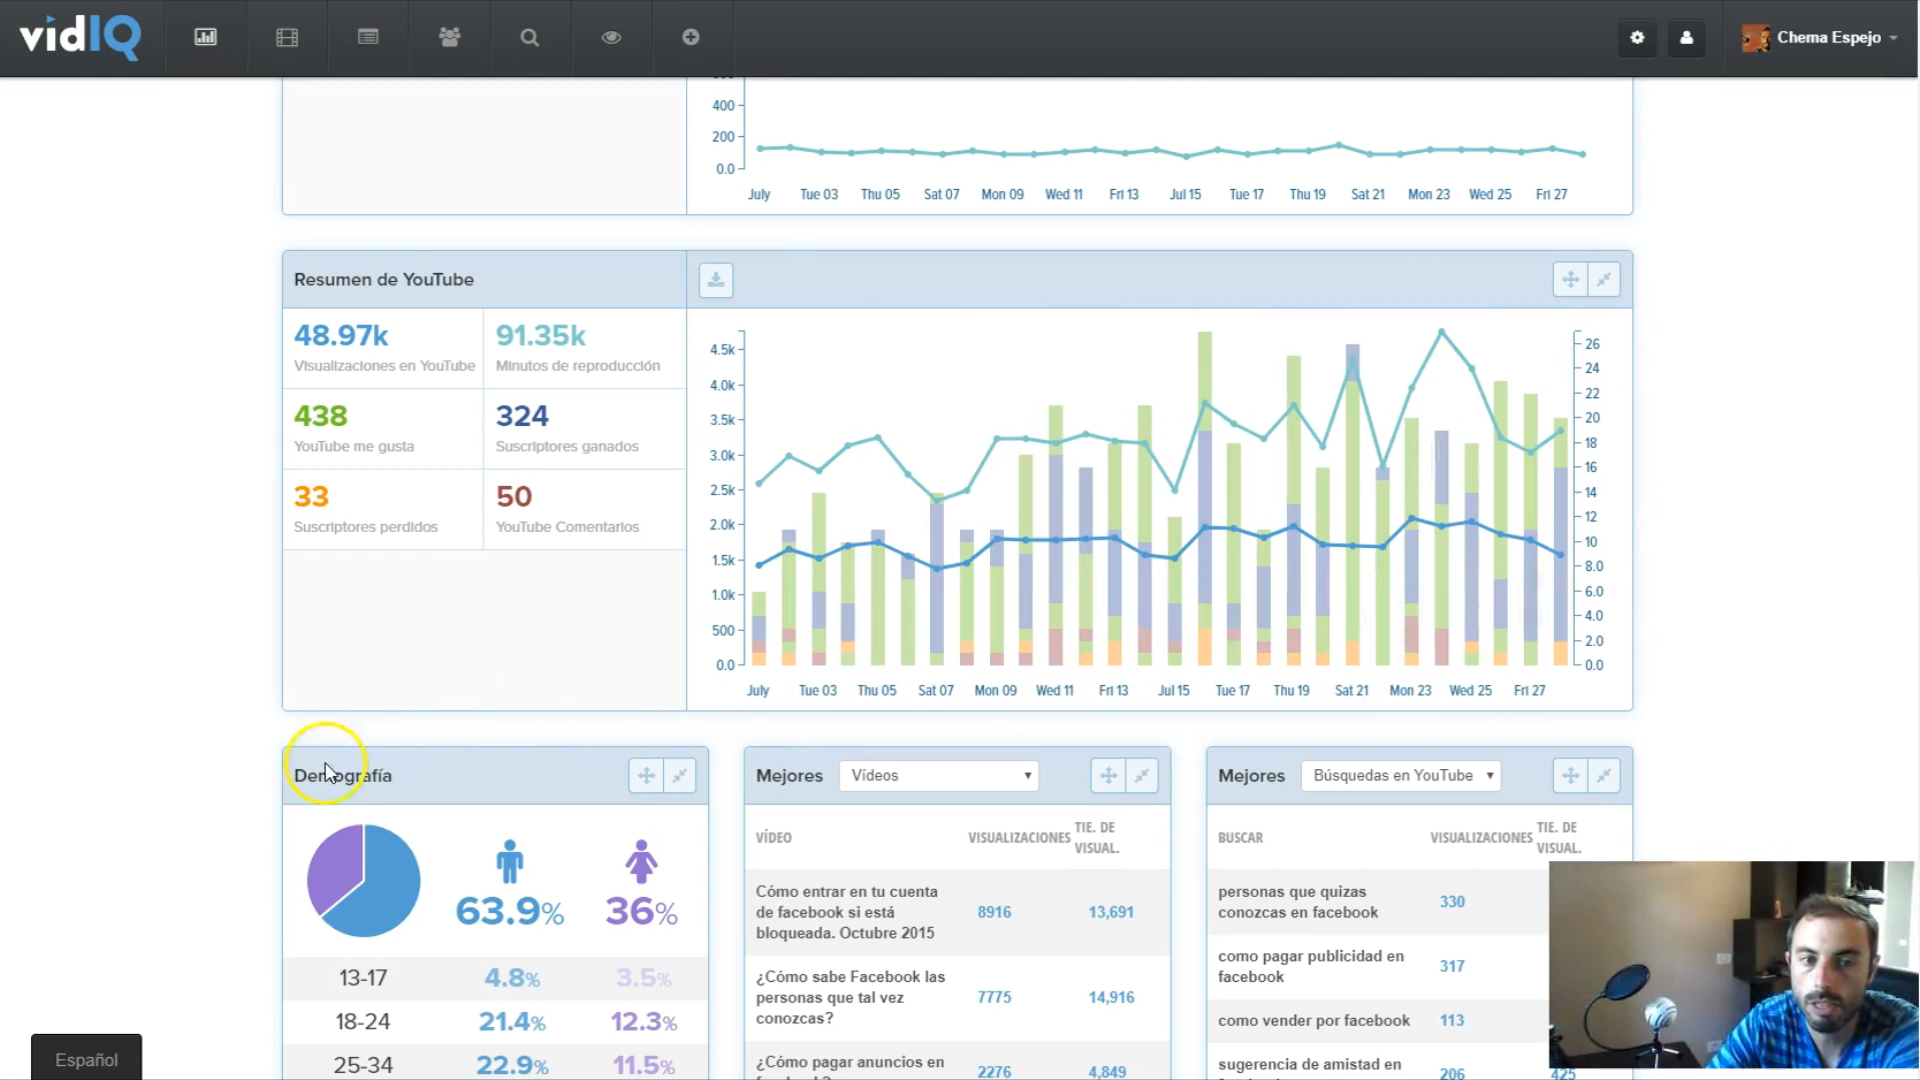 vidIQ
Chema Espejo
400
200
0.0
July Tue 03 Thu 05 Sat 07 Mon 09 Wed 11 Fri 13 Jul 15 Tue 17 Thu 19 Sat 21 Mon 23 Wed 25 Fri 27
Resumen de YouTube
48.97k
Visualizaciones en YouTube
91.35k
Minutos de reproducción
438
YouTube me gusta
324
Suscriptores ganados
33
Suscriptores perdidos
50
YouTube Comentarios
4.5k
4.0k
3.5k
3.0k
2.5k
2.0k
1.5k
1.0k
500
0.0
26
24
22
20
18
16
14
12
10
8.0
6.0
4.0
2.0
0.0
July Tue 03 Thu 05 Sat 07 Mon 09 Wed 11 Fri 13 Jul 15 Tue 17 Thu 19 Sat 21 Mon 23 Wed 25 Fri 27
Demografía
63.9%
36%
13-17 4.8% 3.5%
18-24 21.4% 12.3%
25-34 22.9% 11.5%
Mejores Vídeos
VÍDEO VISUALIZACIONES TIE. DE
VISUAL.
Cómo entrar en tu cuenta
de facebook si está
bloqueada. Octubre 2015
8916 13,691
¿Cómo sabe Facebook las
personas que tal vez
conozcas?
7775 14,916
¿Cómo pagar anuncios en
2276 4,849
Mejores Búsquedas en YouTube
BUSCAR VISUALIZACIONES TIE. DE
VISUAL.
personas que quizas
conozcas en facebook
330
como pagar publicidad en
facebook
317
como vender por facebook 113
sugerencia de amistad en
206 425
Español